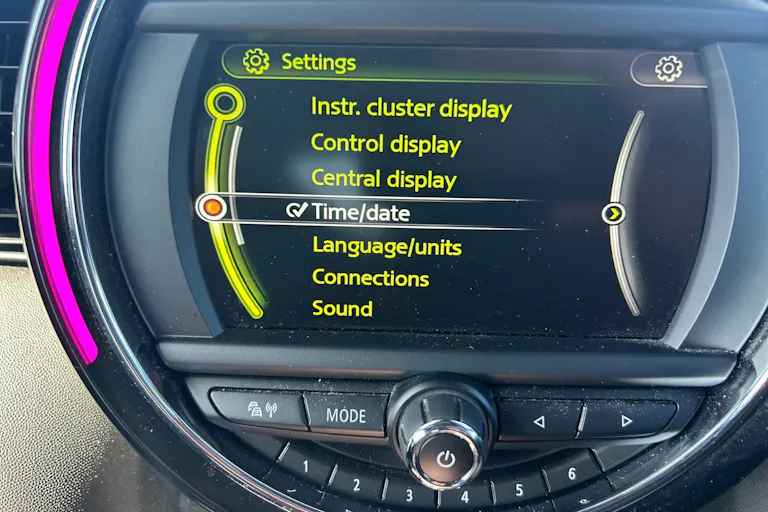 Settings
Instr. cluster display
Control display
Central display
Time/date
Language/units
Connections
Sound
MODE
1 2 3 4 5 6